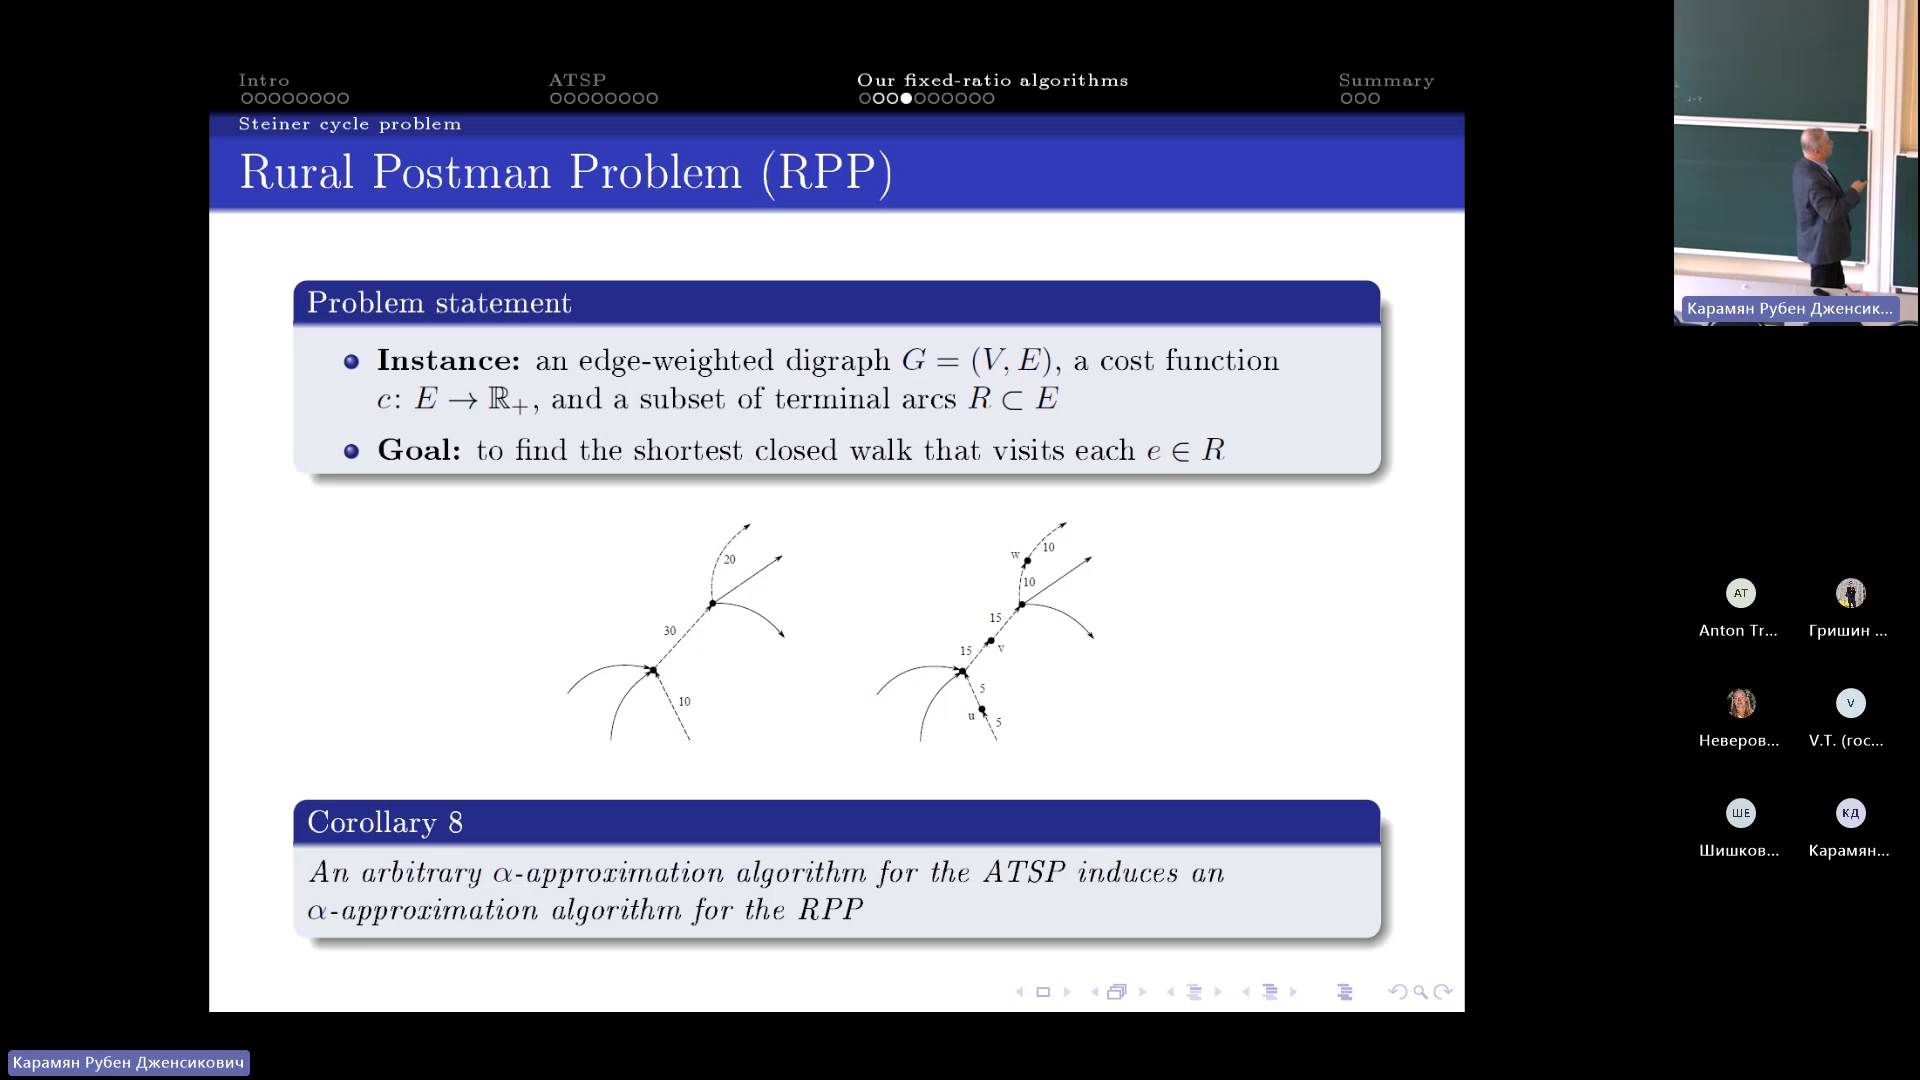 Intro
ATSP
Our fixed-ratio algorithms
Summary
Steiner cycle problem
Rural Postman Problem (RPP)
Problem statement
Instance: an edge-weighted digraph G = (V, E), a cost function
c: E → ℝ₊, and a subset of terminal arcs R ⊂ E
Goal: to find the shortest closed walk that visits each e ∈ R
20
30
10
w
10
10
15
15
v
5
u
5
Corollary 8
An arbitrary α-approximation algorithm for the ATSP induces an
α-approximation algorithm for the RPP
Карамян Рубен Дженсик...
AT
Anton Tr...
Гришин ...
Неверов...
V
V.T. (гос...
ШЕ
Шишков...
КД
Карамян...
Карамян Рубен Дженсикович